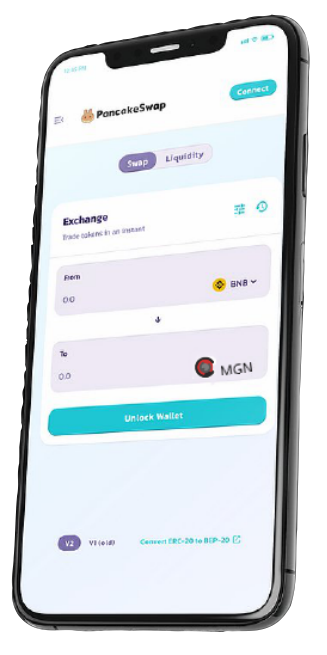 PancakeSwap
Connect
Swap
Liquidity
Exchange
Trade tokens in an instant
From
0.0
BNB
To
0.0
MGN
Unlock Wallet
V2
V1 (old)
Convert ERC-20 to BEP-20